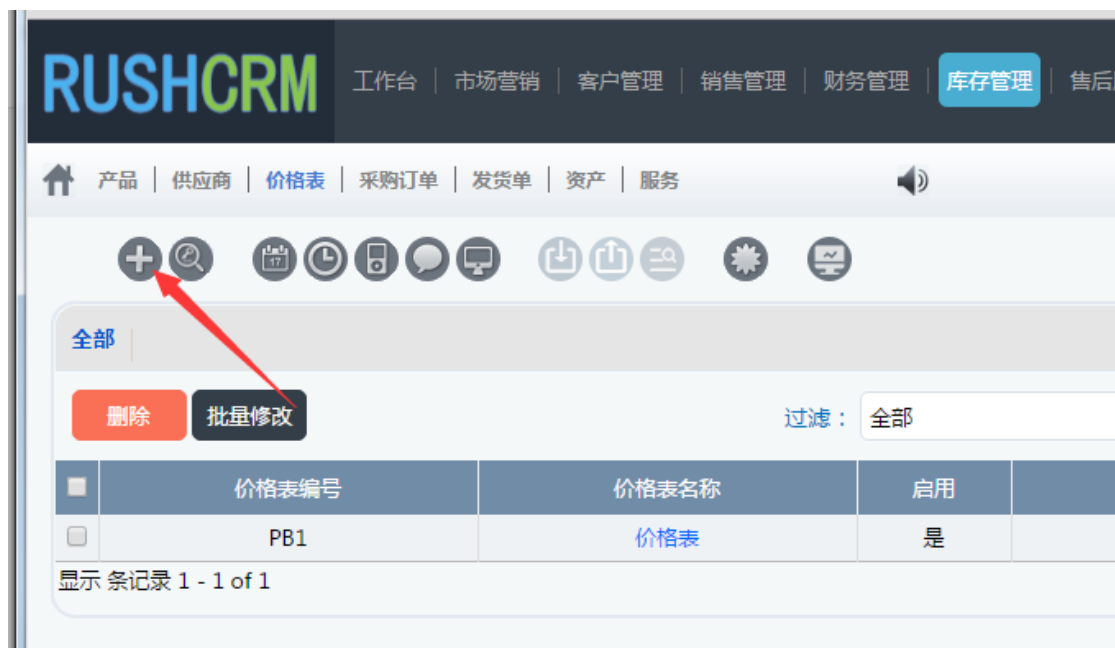 RUSHCRM 工作台 市场营销 客户管理 销售管理 财务管理 库存管理 售后
产品 供应商 价格表 采购订单 发货单 资产 服务
17
全部
删除 批量修改 过滤： 全部
价格表编号 价格表名称 启用
PB1 价格表 是
显示 条记录 1 - 1 of 1